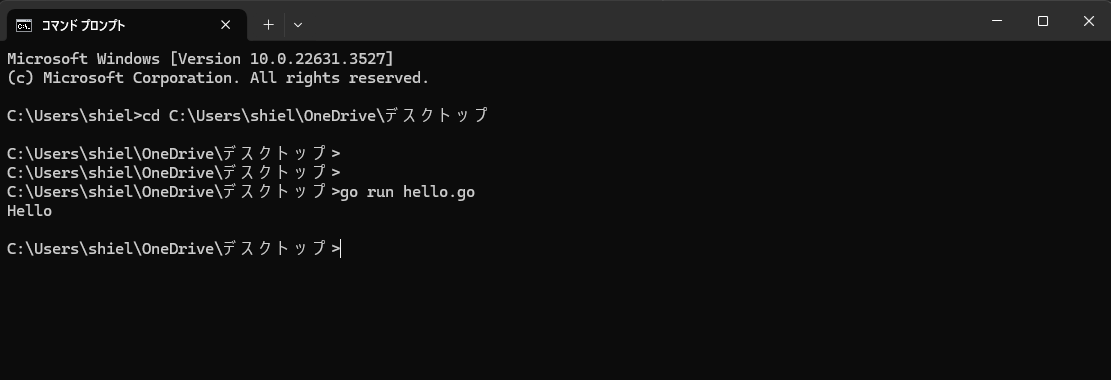 コマンド プロンプト
Microsoft Windows [Version 10.0.22631.3527]
(c) Microsoft Corporation. All rights reserved.
C:\Users\shiel>cd C:\Users\shiel\OneDrive\デスクトップ
C:\Users\shiel\OneDrive\デスクトップ>
C:\Users\shiel\OneDrive\デスクトップ>
C:\Users\shiel\OneDrive\デスクトップ>go run hello.go
Hello
C:\Users\shiel\OneDrive\デスクトップ>